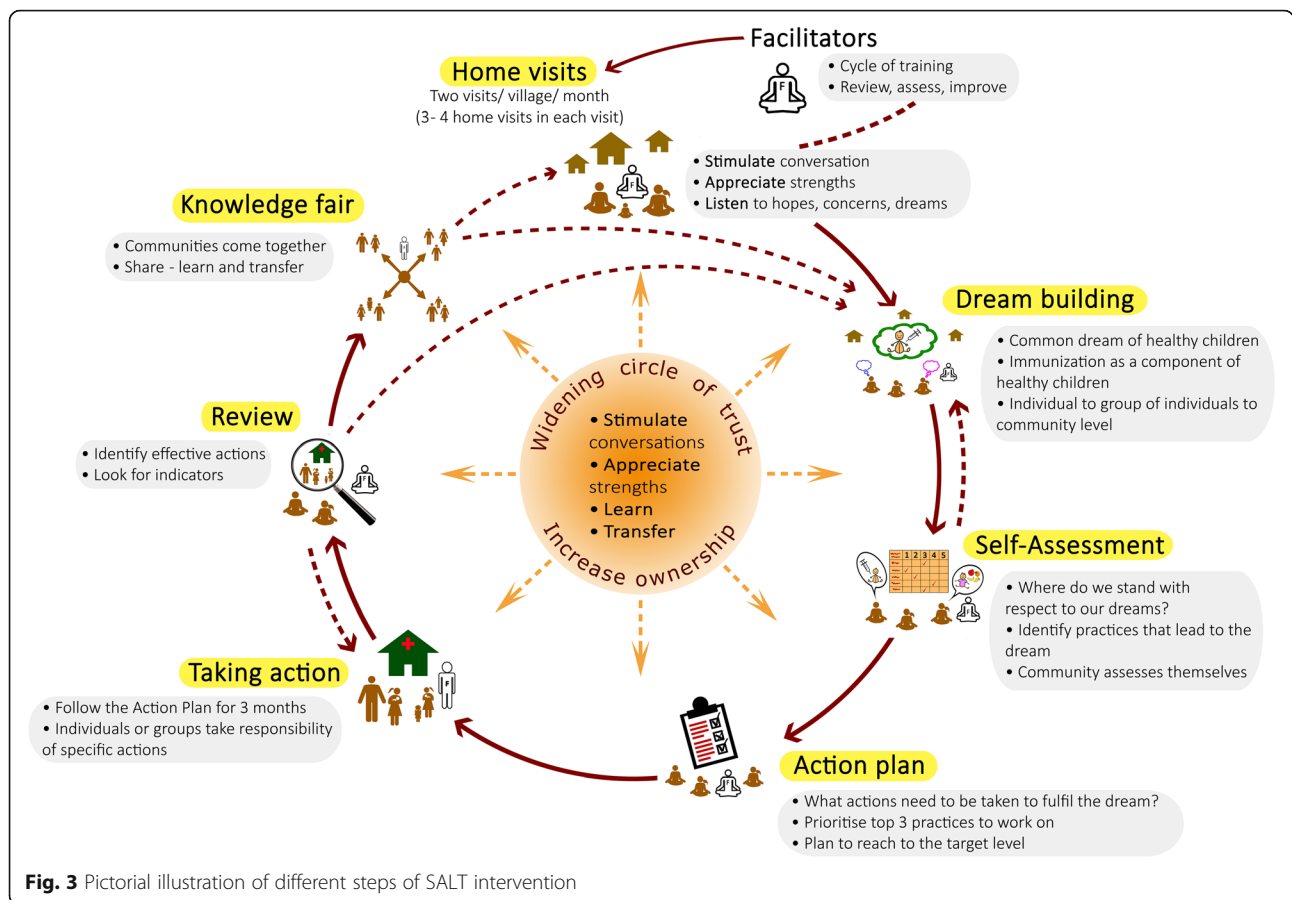 Facilitators
• Cycle of training
• Review, assess, improve
F
Home visits
Two visits/ village/ month
(3- 4 home visits in each visit)
F
• Stimulate conversation
• Appreciate strengths
• Listen to hopes, concerns, dreams
Knowledge fair
• Communities come together
• Share - learn and transfer
Dream building
• Common dream of healthy children
• Immunization as a component of
healthy children
• Individual to group of individuals to
community level
F
Widening circle of trust
• Stimulate
conversations
• Appreciate
strengths
• Learn
• Transfer
Increase ownership
Review
• Identify effective actions
• Look for indicators
F
Self-Assessment
1 2 3 4 5
• Where do we stand with
respect to our dreams?
• Identify practices that lead to the
dream
• Community assesses themselves
F
Taking action
• Follow the Action Plan for 3 months
• Individuals or groups take responsibility
of specific actions
F
Action plan
• What actions need to be taken to fulfil the dream?
• Prioritise top 3 practices to work on
• Plan to reach to the target level
F
Fig. 3 Pictorial illustration of different steps of SALT intervention